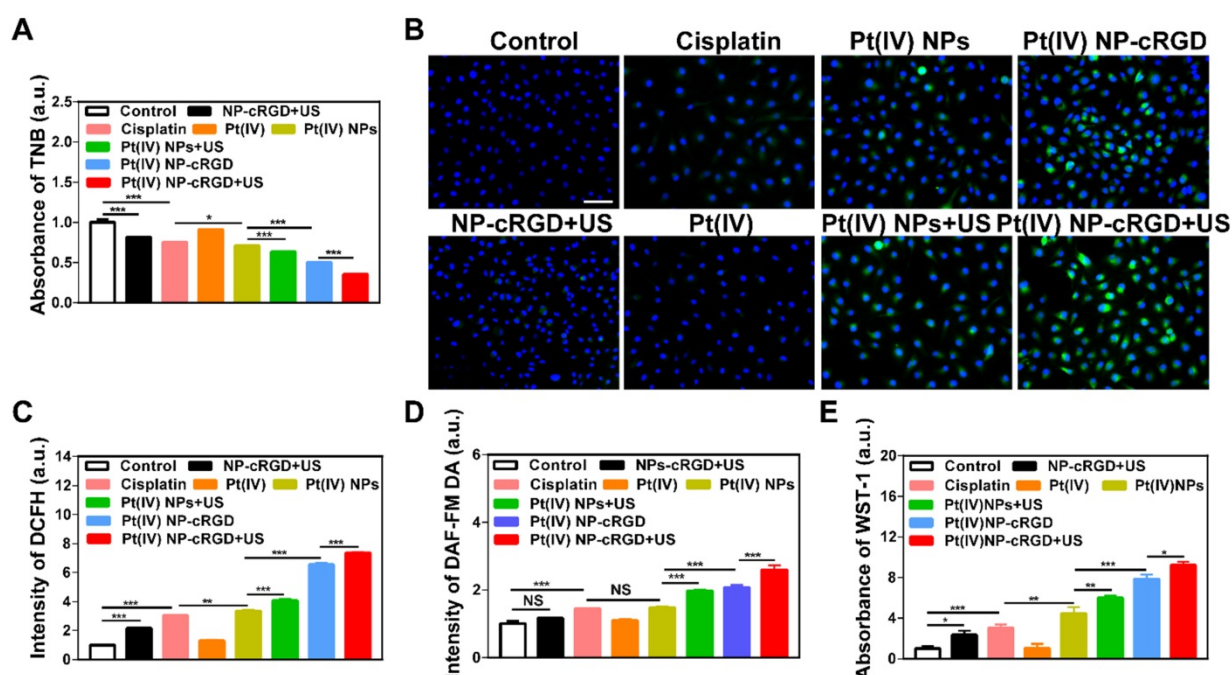 A
Absorbance of TNB (a.u.)
2.5
2.0
1.5
1.0
0.5
0.0
Control NP-cRGD+US
Cisplatin Pt(IV) Pt(IV) NPs
Pt(IV) NPs+US
Pt(IV) NP-cRGD
Pt(IV) NP-cRGD+US
***
***
*
***
***
***
B
Control Cisplatin Pt(IV) NPs Pt(IV) NP-cRGD
NP-cRGD+US Pt(IV) Pt(IV) NPs+US Pt(IV) NP-cRGD+US
C
Intensity of DCFH (a.u.)
14
12
10
8
6
4
2
0
Control NP-cRGD+US
Cisplatin Pt(IV) Pt(IV) NPs
Pt(IV) NPs+US
Pt(IV) NP-cRGD
Pt(IV) NP-cRGD+US
***
***
**
***
***
***
D
Intensity of DAF-FM DA (a.u.)
6
4
2
0
Control NPs-cRGD+US
Cisplatin Pt(IV) Pt(IV) NPs
Pt(IV) NPs+US
Pt(IV) NP-cRGD
Pt(IV) NP-cRGD+US
***
NS
NS
***
***
***
E
Absorbance of WST-1 (a.u.)
20
16
12
8
4
0
Control NP-cRGD+US
Cisplatin Pt(IV) Pt(IV)NPs
Pt(IV)NPs+US
Pt(IV)NP-cRGD
Pt(IV)NP-cRGD+US
***
*
**
**
***
*